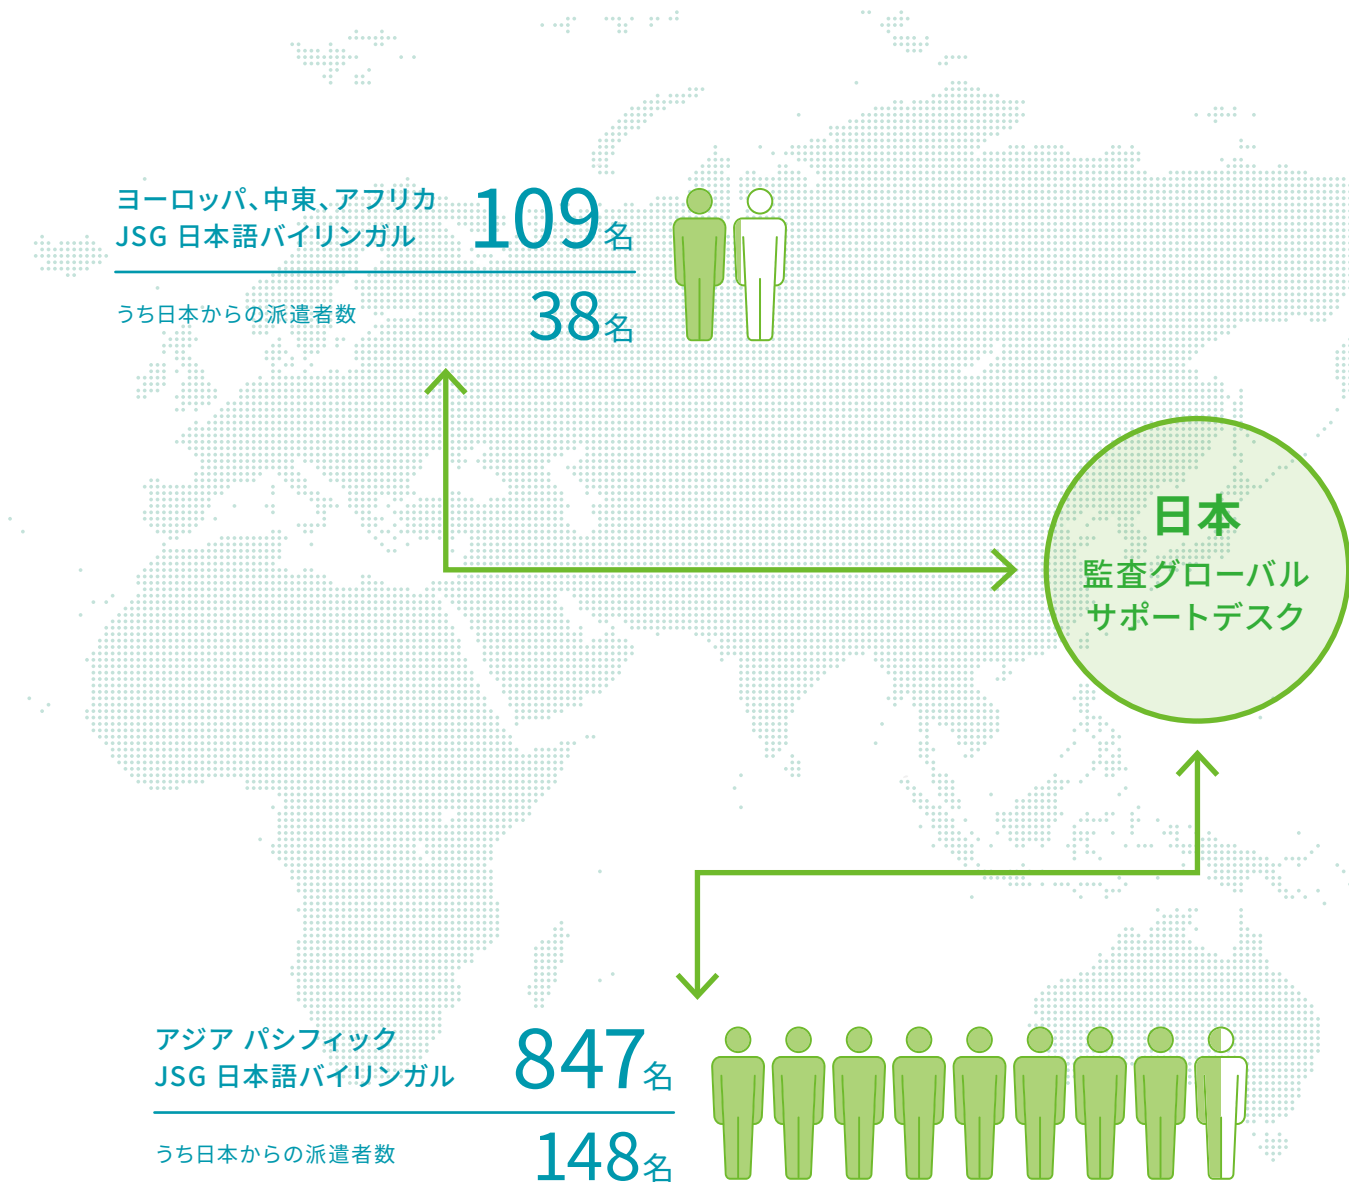 ヨーロッパ、中東、アフリカ
JSG 日本語バイリンガル
109名
うち日本からの派遣者数
38名
日本
監査グローバル
サポートデスク
アジア パシフィック
JSG 日本語バイリンガル
847名
うち日本からの派遣者数
148名